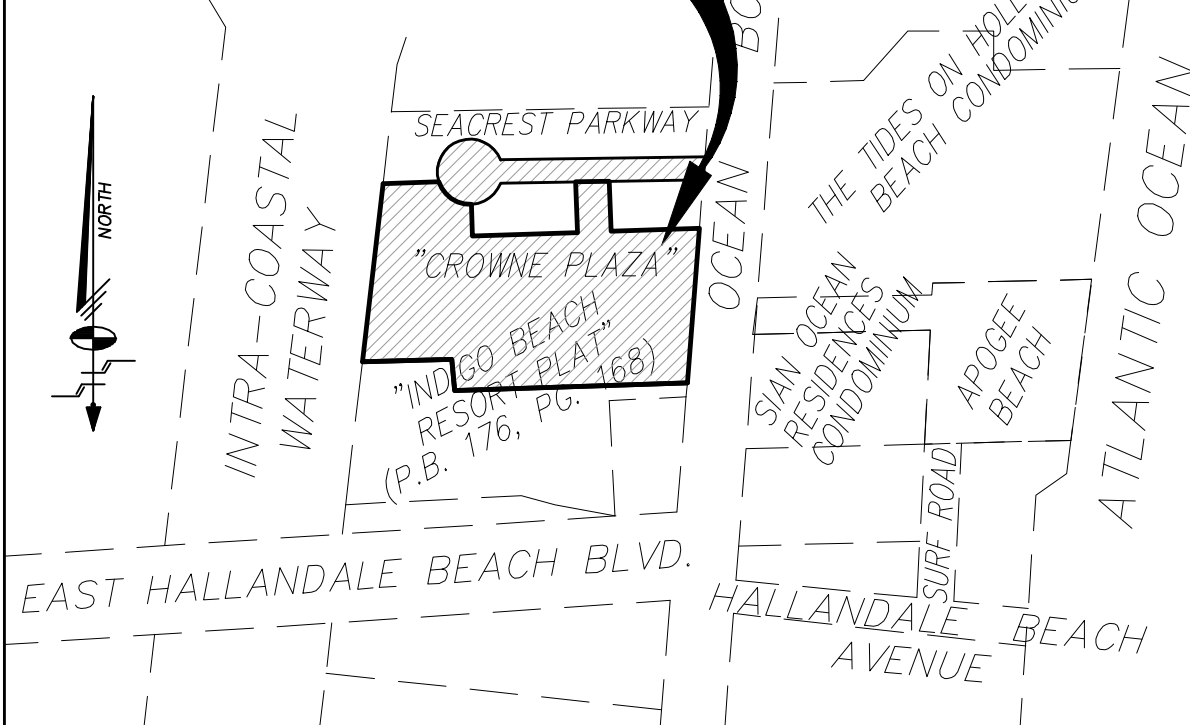 BO
THE TIDES ON HOLL
BEACH CONDOMINIU
SEACREST PARKWAY
NORTH
INTRA-COASTAL
WATERWAY
"CROWNE PLAZA"
OCEAN
ATLANTIC OCEAN
"INDIGO BEACH
RESORT PLAT"
(P.B. 176, PG. 168)
SIAN OCEAN
RESIDENCES
CONDOMINIUM
APOGEE
BEACH
SURF ROAD
EAST HALLANDALE BEACH BLVD.
HALLANDALE BEACH
AVENUE